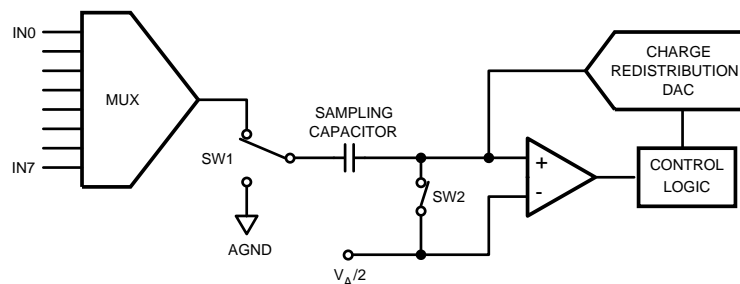 IN0
MUX
IN7
SW1
AGND
SAMPLING
CAPACITOR
SW2
V_A/2
+
-
CHARGE
REDISTRIBUTION
DAC
CONTROL
LOGIC